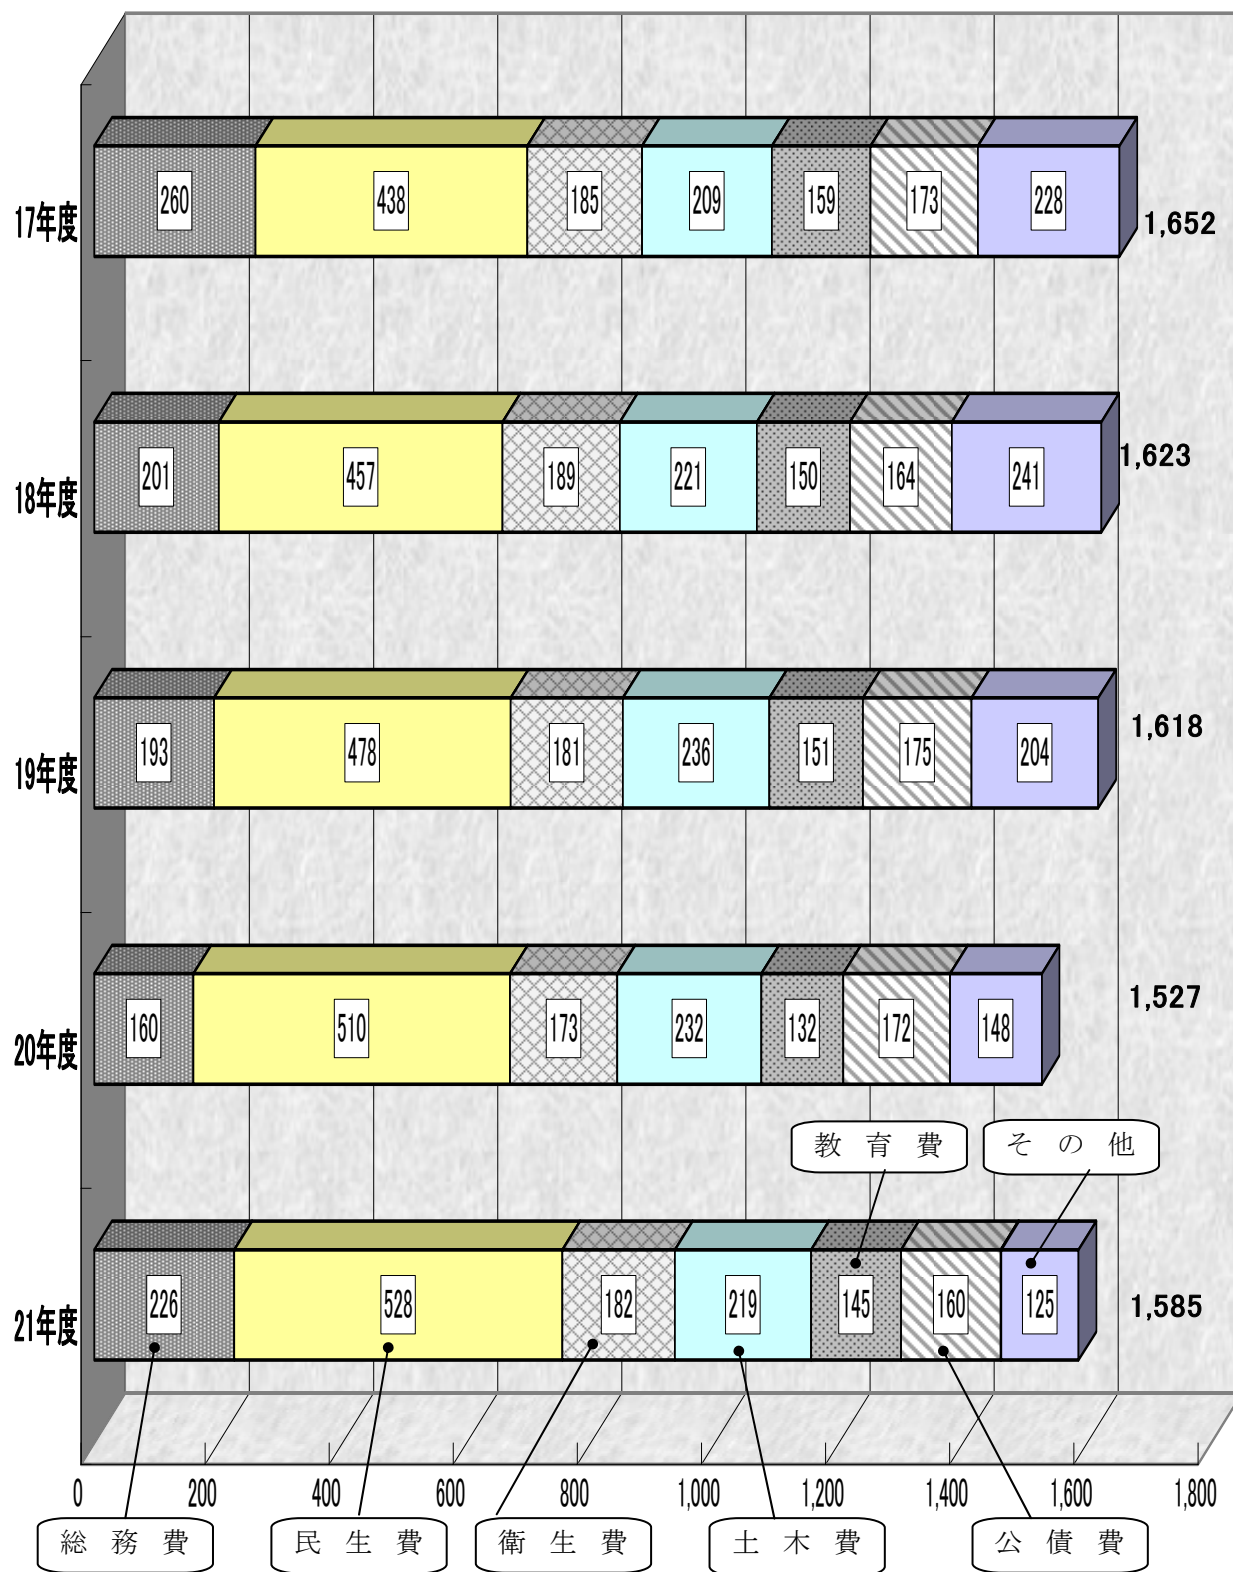 17年度 260 438 185 209 159 173 228 1,652
18年度 201 457 189 221 150 164 241 1,623
19年度 193 478 181 236 151 175 204 1,618
20年度 160 510 173 232 132 172 148 1,527
教育費 その他
21年度 226 528 182 219 145 160 125 1,585
0 200 400 600 800 1,000 1,200 1,400 1,600 1,800
総務費 民生費 衛生費 土木費 公債費